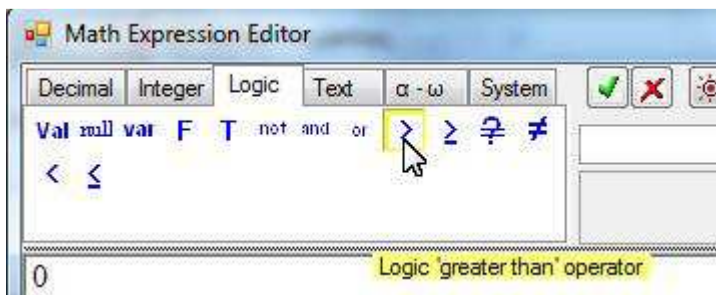 Math Expression Editor
Decimal Integer Logic Text α - ω System
Val null var F T not and or > ≥ =? ≠
< ≤
0
Logic 'greater than' operator